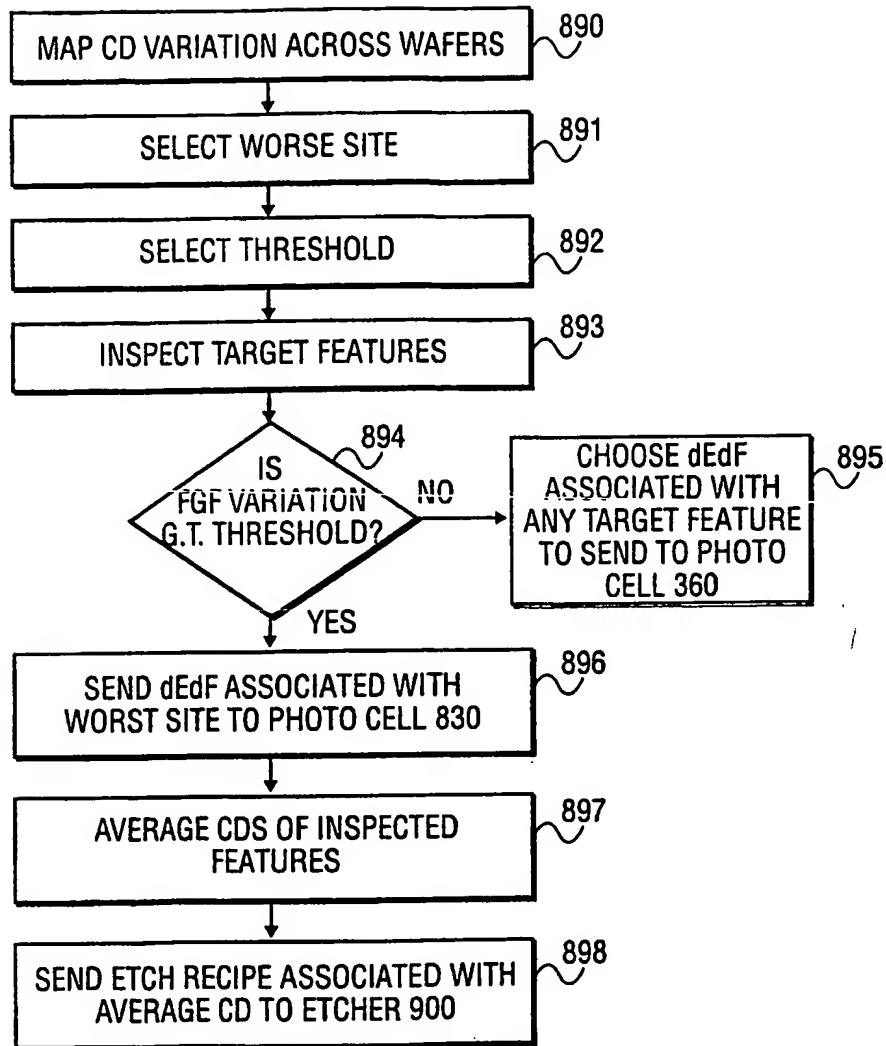 MAP CD VARIATION ACROSS WAFERS
890
SELECT WORSE SITE
891
SELECT THRESHOLD
892
INSPECT TARGET FEATURES
893
894
IS
FGF VARIATION
G.T. THRESHOLD?
NO
CHOOSE dEdF
ASSOCIATED WITH
ANY TARGET FEATURE
TO SEND TO PHOTO
CELL 360
895
YES
SEND dEdF ASSOCIATED WITH
WORST SITE TO PHOTO CELL 830
896
AVERAGE CDS OF INSPECTED
FEATURES
897
SEND ETCH RECIPE ASSOCIATED WITH
AVERAGE CD TO ETCHER 900
898